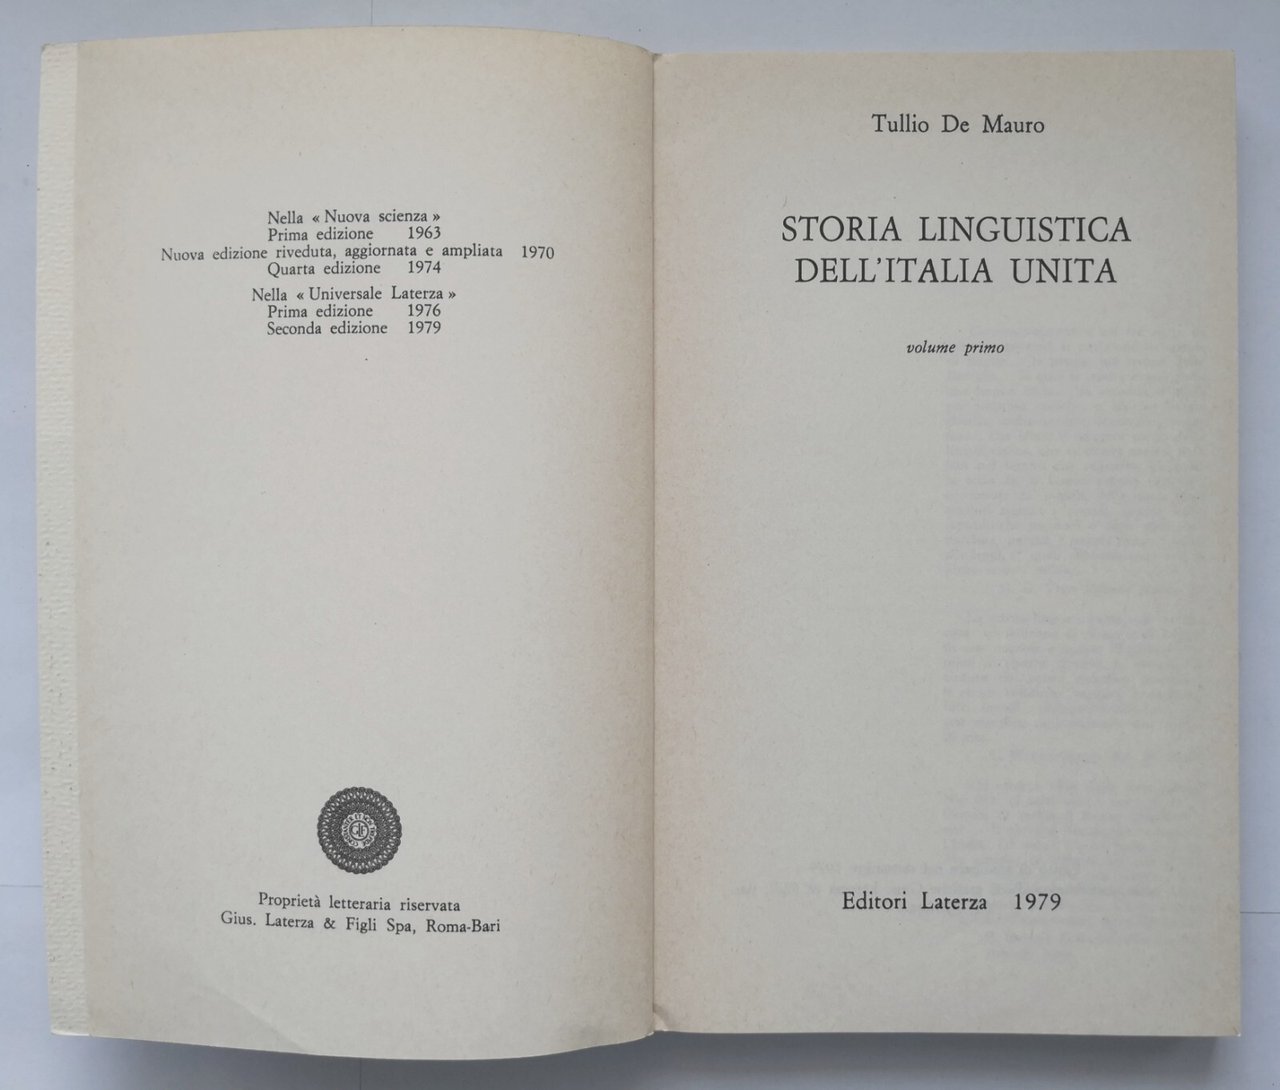 Nella « Nuova scienza »
Prima edizione 1963
Nuova edizione riveduta, aggiornata e ampliata 1970
Quarta edizione 1974
Nella « Universale Laterza »
Prima edizione 1976
Seconda edizione 1979
Proprietà letteraria riservata
Gius. Laterza & Figli Spa, Roma-Bari
Tullio De Mauro
STORIA LINGUISTICA
DELL'ITALIA UNITA
volume primo
Editori Laterza 1979